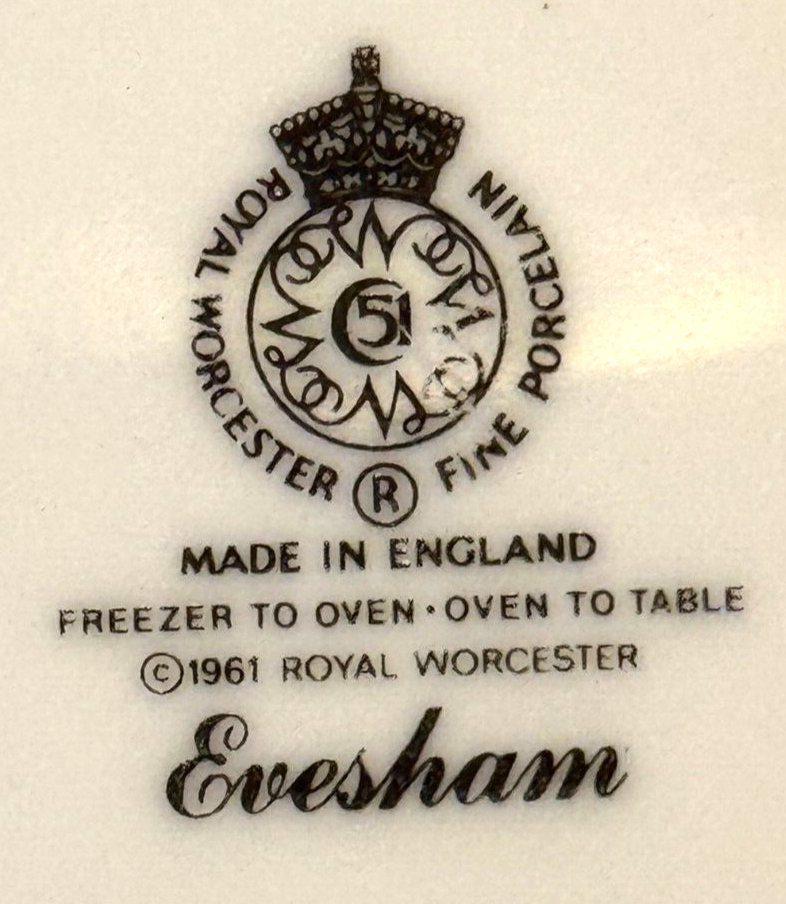 ROYAL WORCESTER ® FINE PORCELAIN
51
MADE IN ENGLAND
FREEZER TO OVEN · OVEN TO TABLE
©1961 ROYAL WORCESTER
Evesham